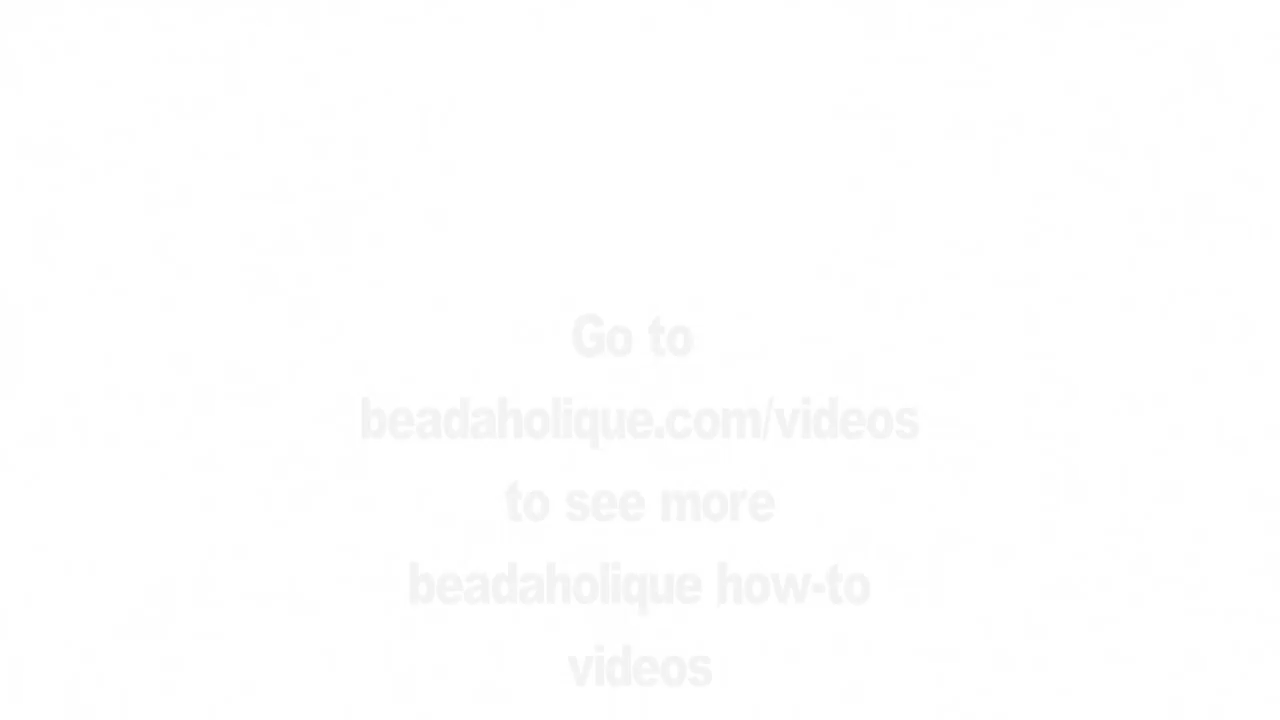 Go to
beadaholique.com/videos
to see more
beadaholique how-to
videos